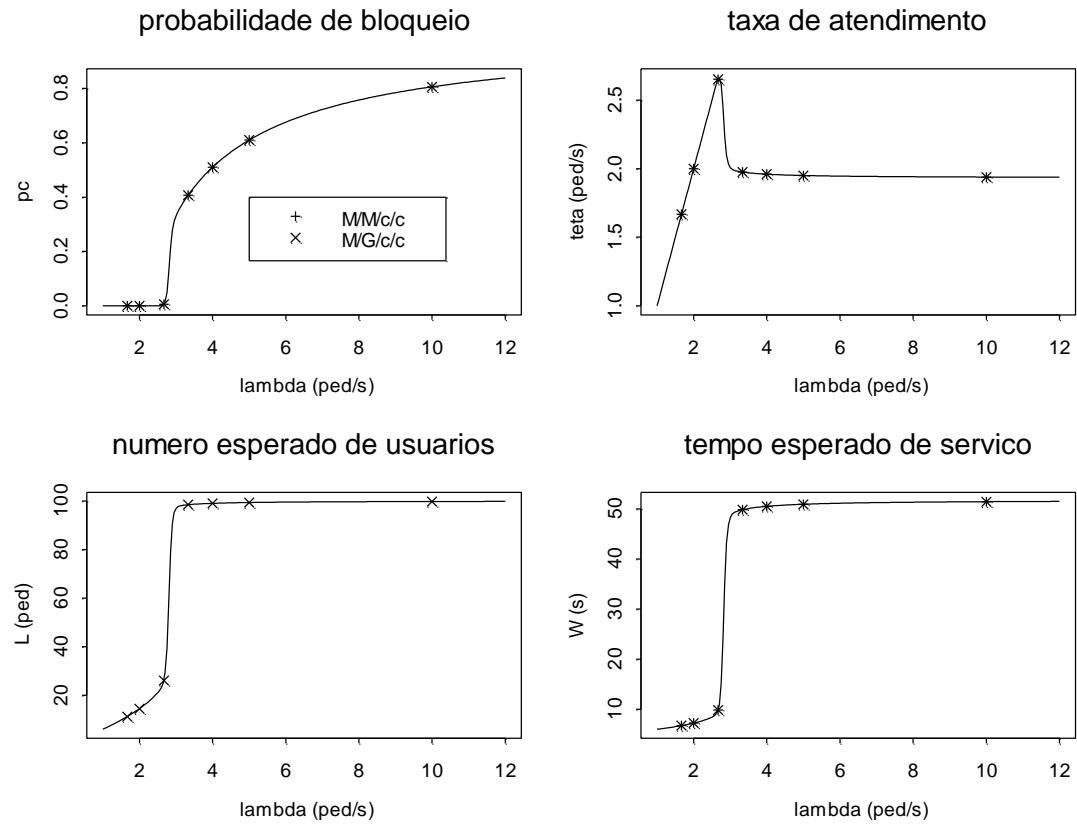 probabilidade de bloqueio
pc
0.0 0.2 0.4 0.6 0.8
M/M/c/c
M/G/c/c
2 4 6 8 10 12
lambda (ped/s)
taxa de atendimento
teta (ped/s)
1.0 1.5 2.0 2.5
2 4 6 8 10 12
lambda (ped/s)
numero esperado de usuarios
L (ped)
20 40 60 80 100
2 4 6 8 10 12
lambda (ped/s)
tempo esperado de servico
W (s)
10 20 30 40 50
2 4 6 8 10 12
lambda (ped/s)